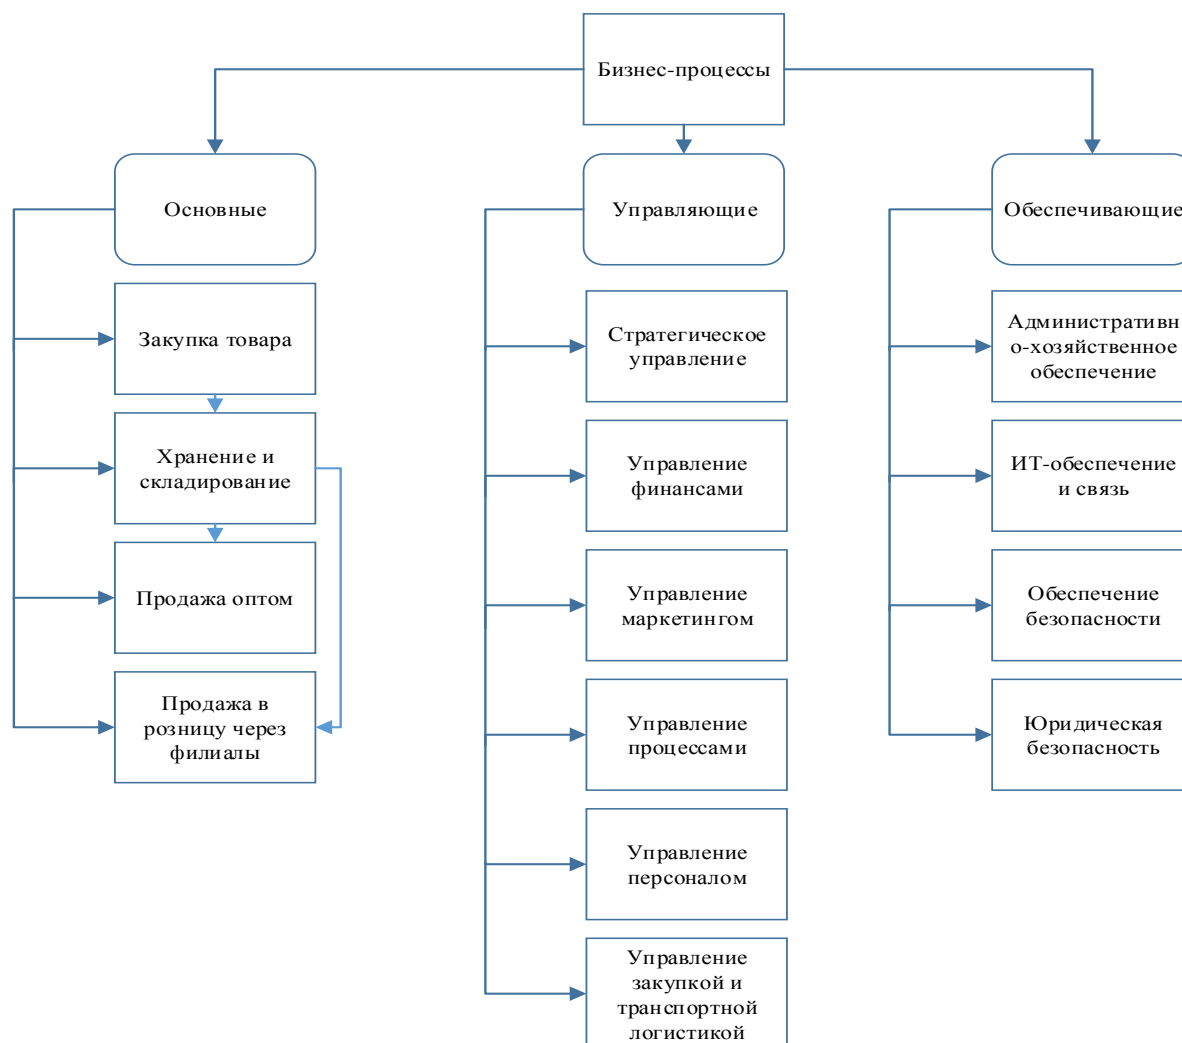 Бизнес-процессы
Основные
Управляющие
Обеспечивающие
Закупка товара
Хранение и
складирование
Продажа оптом
Продажа в
розницу через
филиалы
Стратегическое
управление
Управление
финансами
Управление
маркетингом
Управление
процессами
Управление
персоналом
Управление
закупкой и
транспортной
логистикой
Административн
о-хозяйственное
обеспечение
ИТ-обеспечение
и связь
Обеспечение
безопасности
Юридическая
безопасность